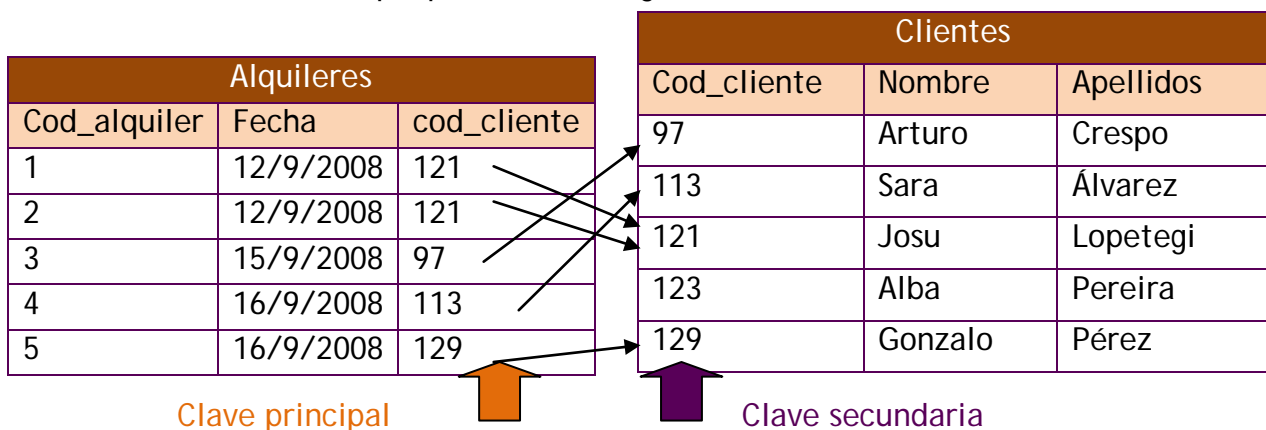 Alquileres
Cod_alquiler Fecha cod_cliente
1 12/9/2008 121
2 12/9/2008 121
3 15/9/2008 97
4 16/9/2008 113
5 16/9/2008 129
Clientes
Cod_cliente Nombre Apellidos
97 Arturo Crespo
113 Sara Álvarez
121 Josu Lopetegi
123 Alba Pereira
129 Gonzalo Pérez
Clave principal
Clave secundaria